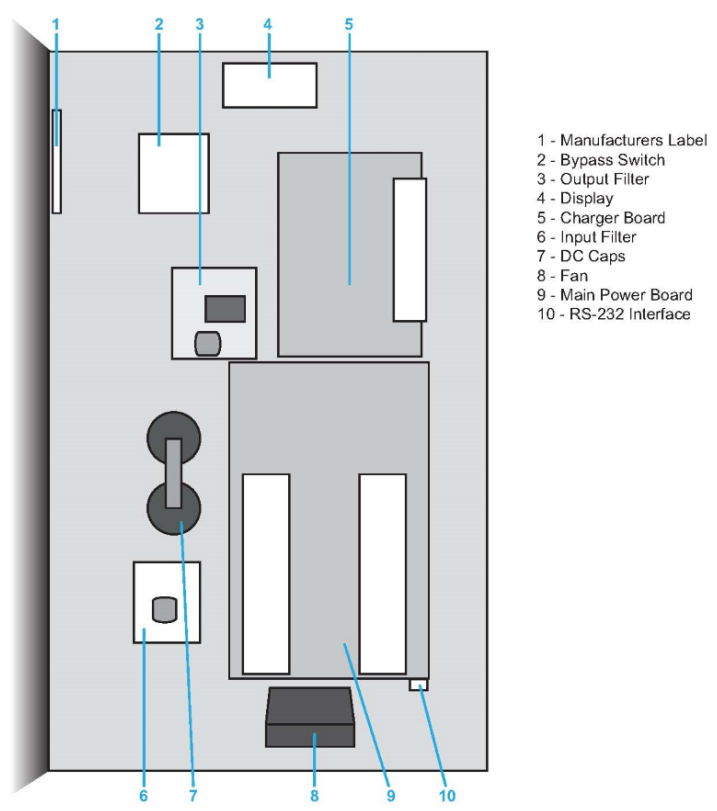 1 2 3 4 5
1 - Manufacturers Label
2 - Bypass Switch
3 - Output Filter
4 - Display
5 - Charger Board
6 - Input Filter
7 - DC Caps
8 - Fan
9 - Main Power Board
10 - RS-232 Interface
6 7 8 9 10